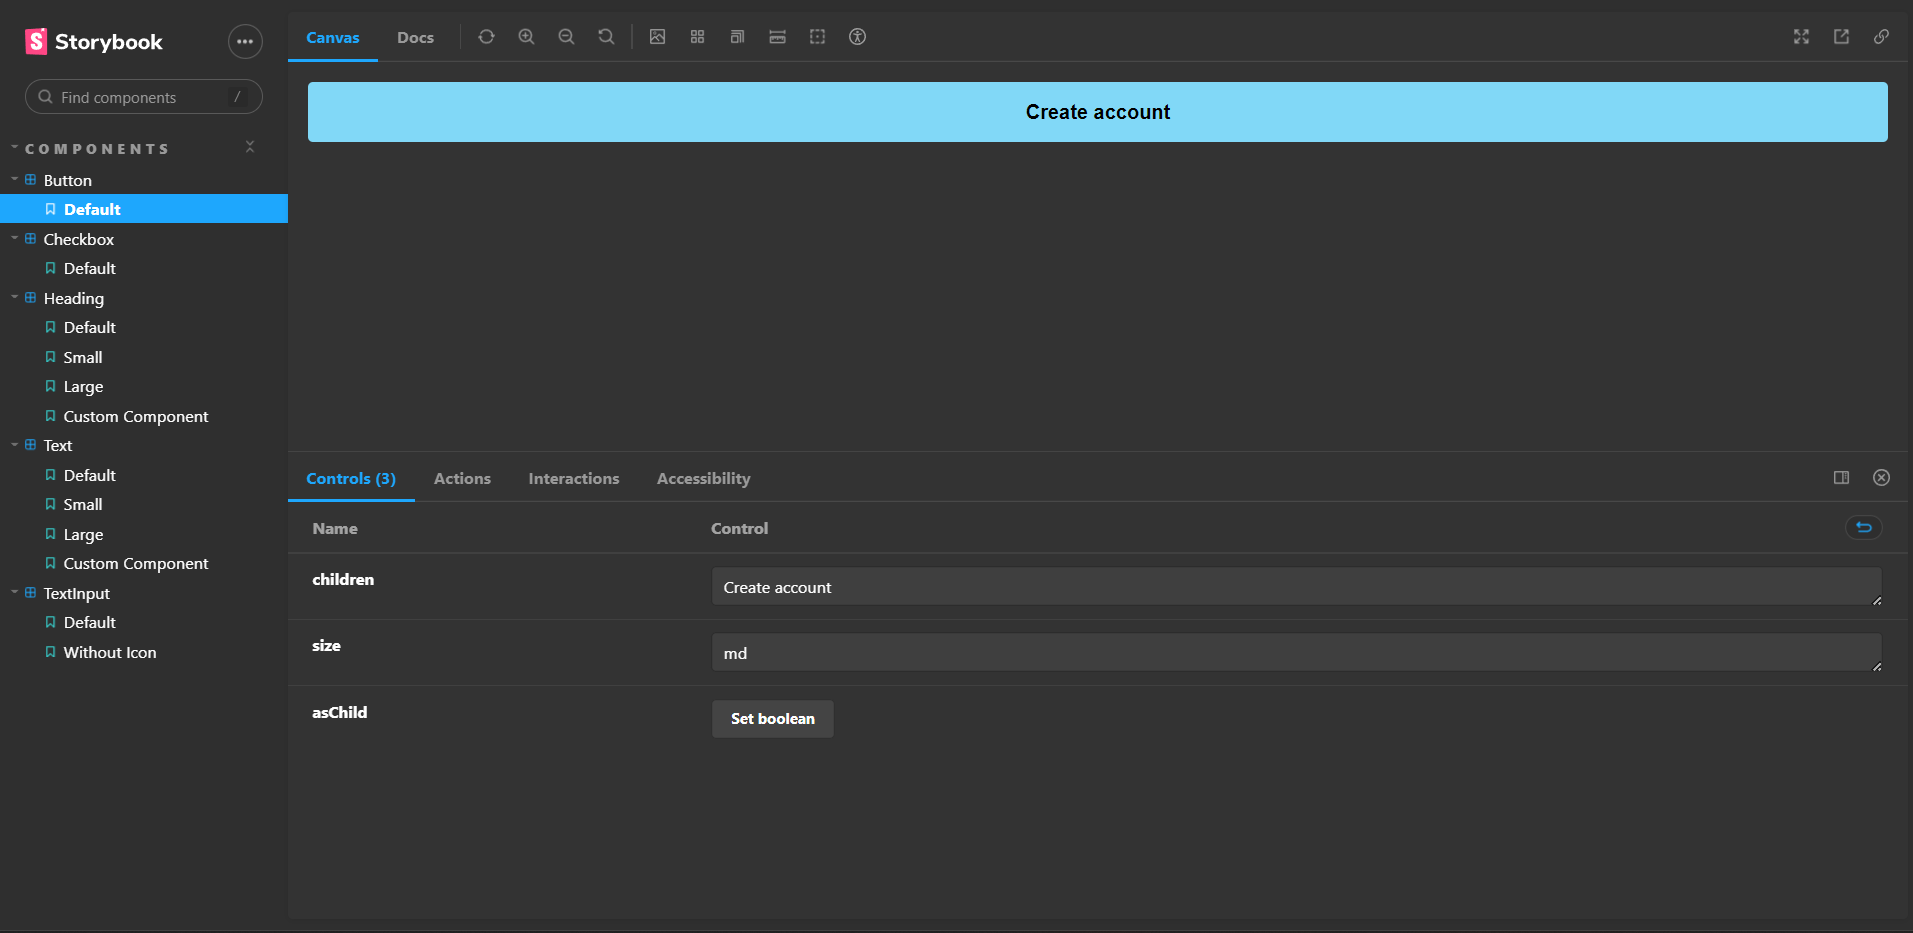 Storybook
Find components
/
COMPONENTS
Button
Default
Checkbox
Default
Heading
Default
Small
Large
Custom Component
Text
Default
Small
Large
Custom Component
TextInput
Default
Without Icon
Canvas Docs
Create account
Controls (3) Actions Interactions Accessibility
Name Control
children Create account
size md
asChild Set boolean